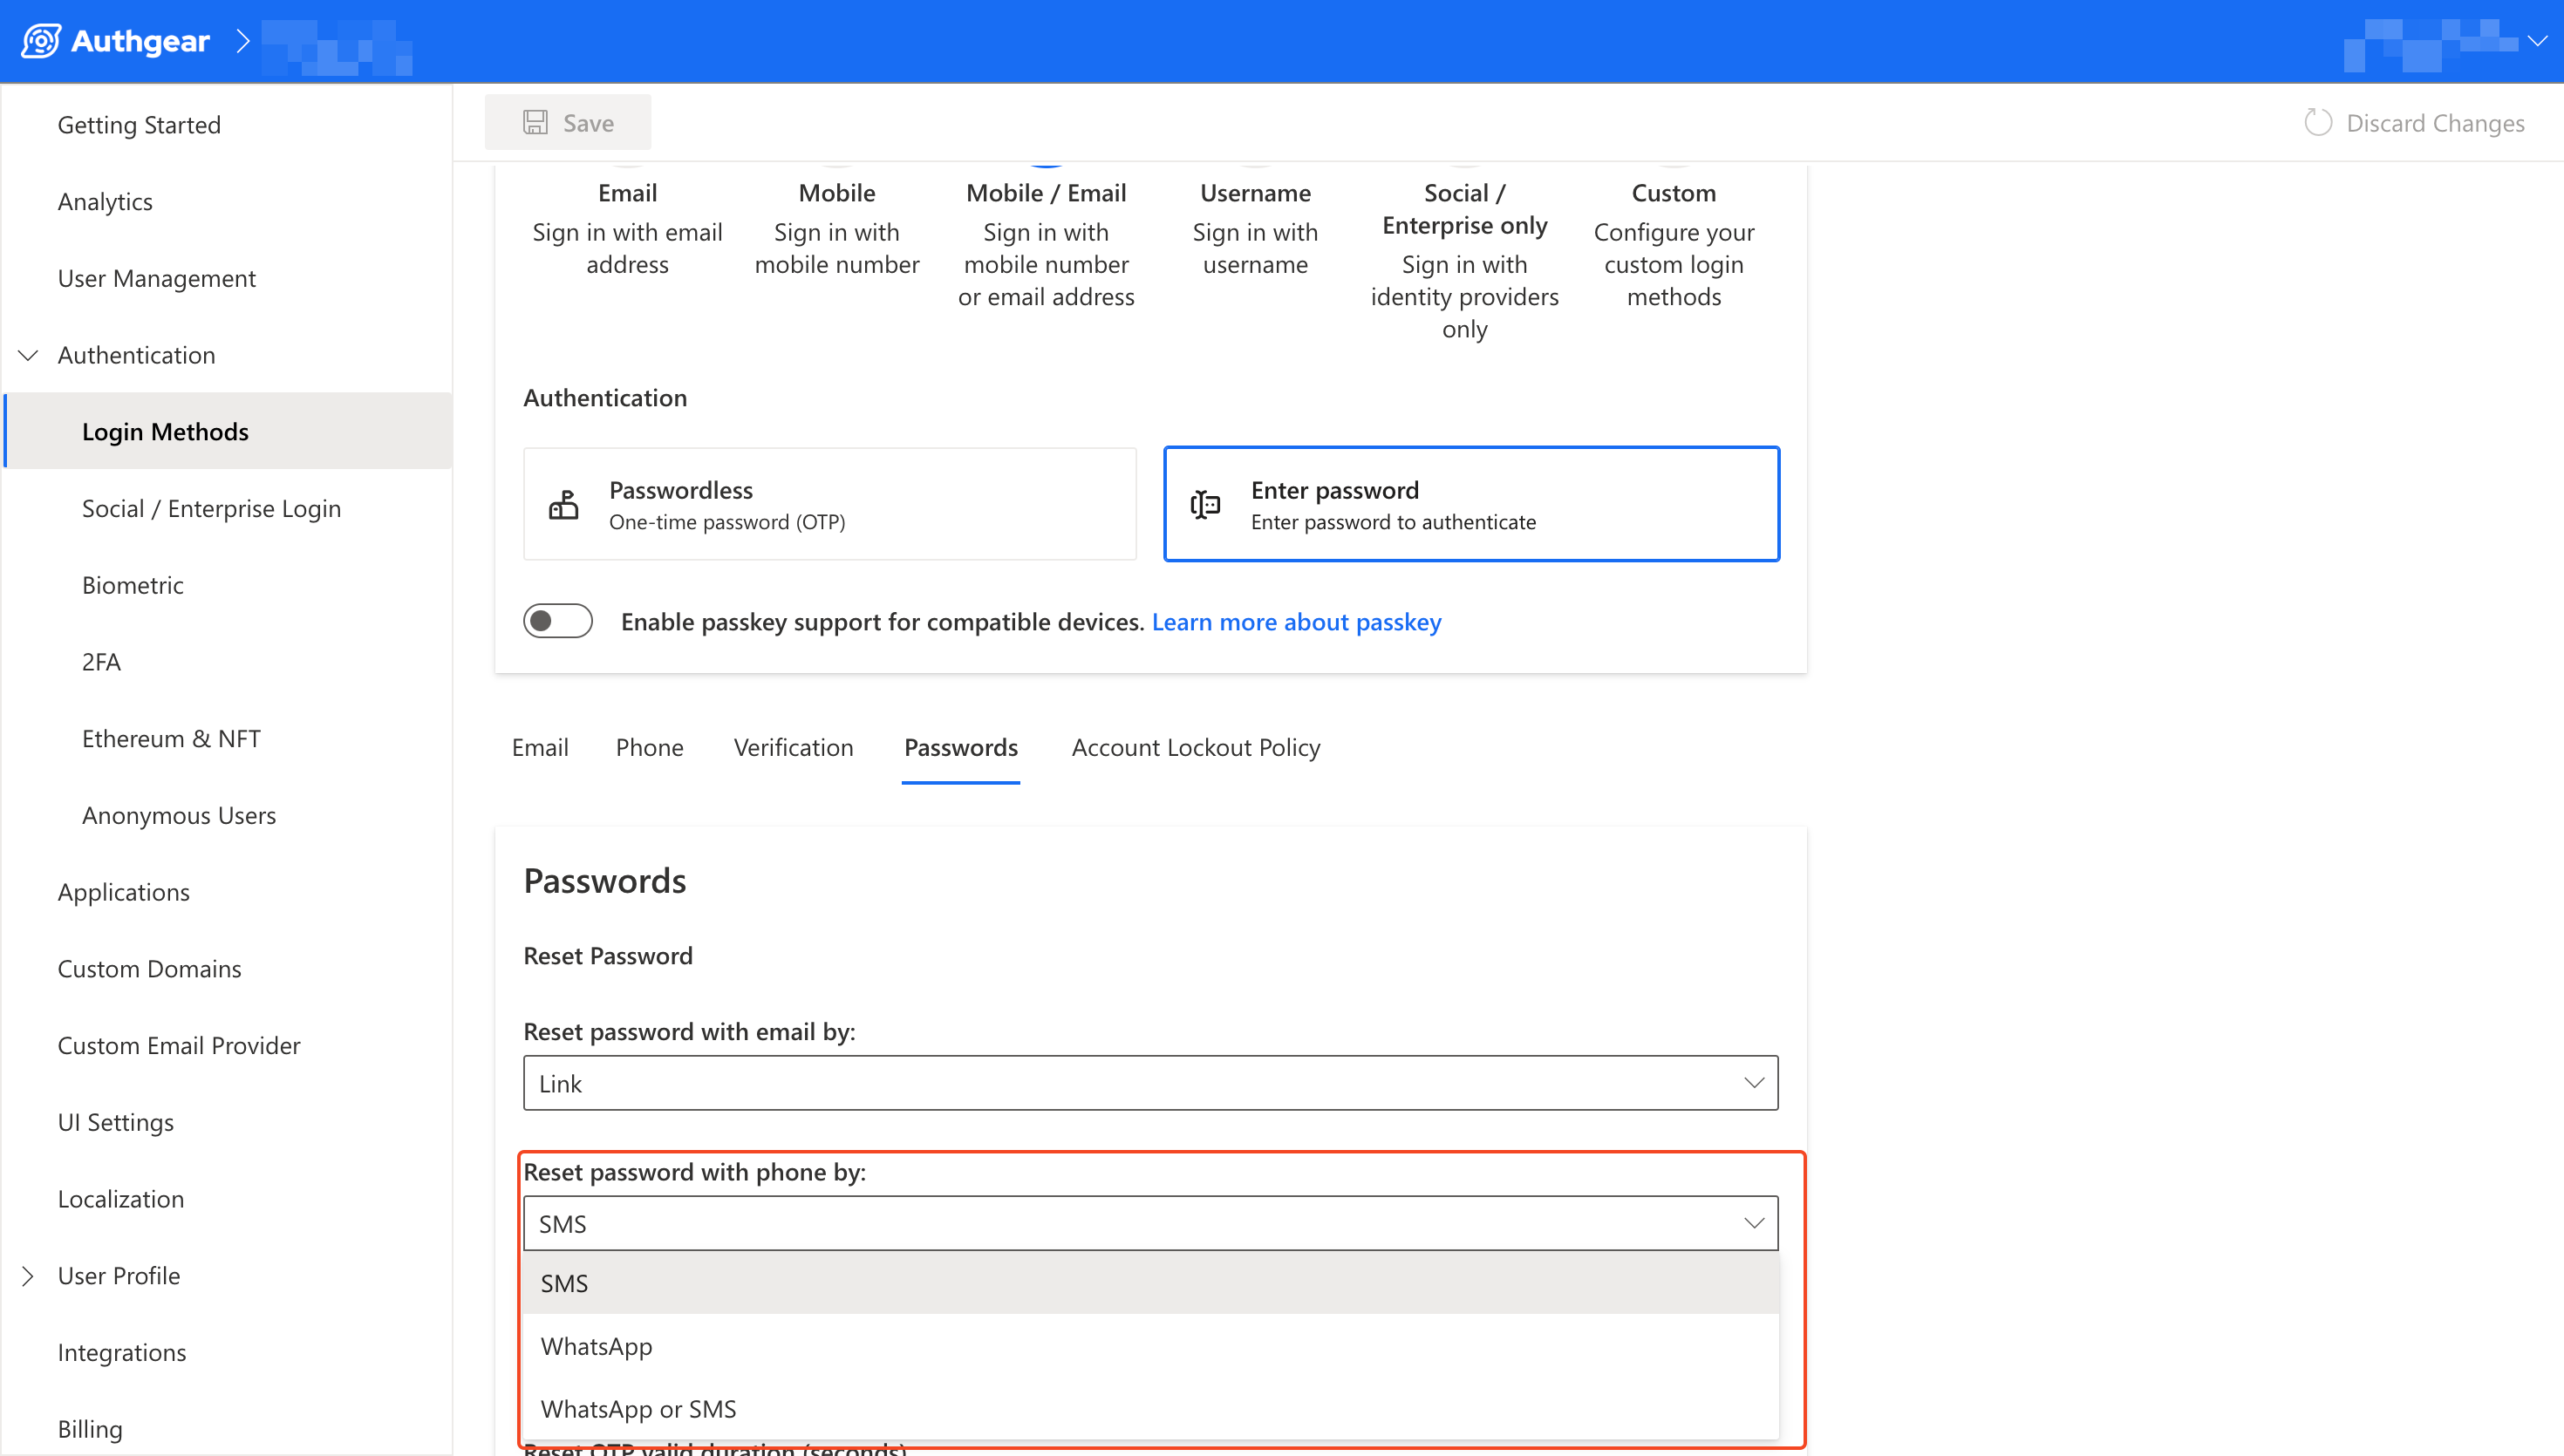 Authgear
Save
Discard Changes
Getting Started
Analytics
User Management
Authentication
Login Methods
Social / Enterprise Login
Biometric
2FA
Ethereum & NFT
Anonymous Users
Applications
Custom Domains
Custom Email Provider
UI Settings
Localization
User Profile
Integrations
Billing
Email
Sign in with email
address
Mobile
Sign in with
mobile number
Mobile / Email
Sign in with
mobile number
or email address
Username
Sign in with
username
Social /
Enterprise only
Sign in with
identity providers
only
Custom
Configure your
custom login
methods
Authentication
Passwordless
One-time password (OTP)
Enter password
Enter password to authenticate
Enable passkey support for compatible devices. Learn more about passkey
Email
Phone
Verification
Passwords
Account Lockout Policy
Passwords
Reset Password
Reset password with email by:
Link
Reset password with phone by:
SMS
SMS
WhatsApp
WhatsApp or SMS
Reset OTP valid duration (seconds)